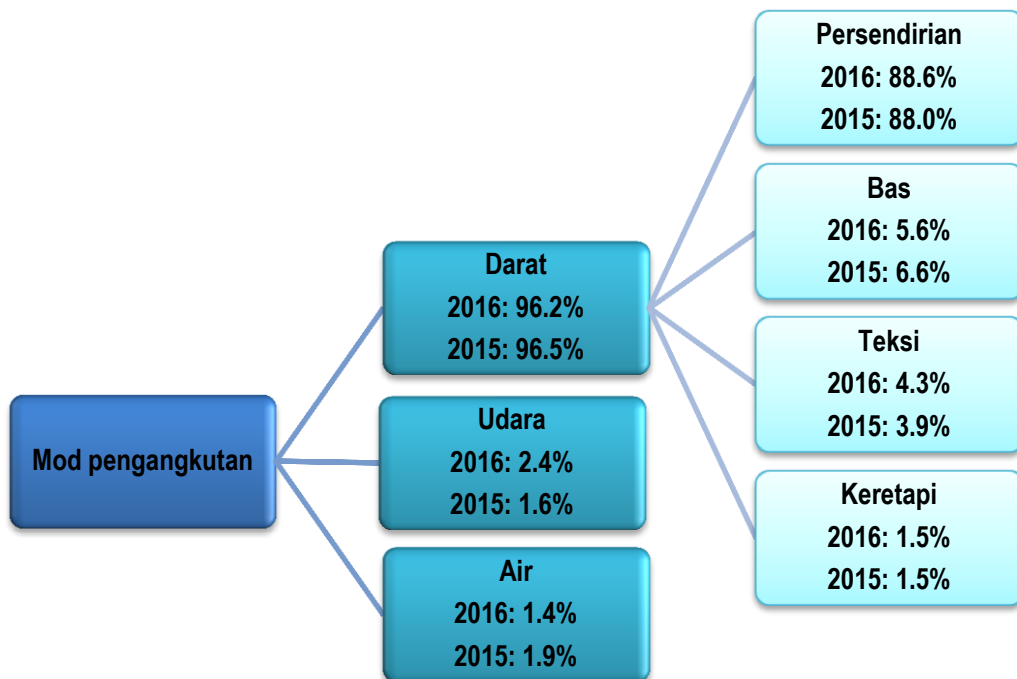 Mod pengangkutan
Darat
2016: 96.2%
2015: 96.5%
Udara
2016: 2.4%
2015: 1.6%
Air
2016: 1.4%
2015: 1.9%
Persendirian
2016: 88.6%
2015: 88.0%
Bas
2016: 5.6%
2015: 6.6%
Teksi
2016: 4.3%
2015: 3.9%
Keretapi
2016: 1.5%
2015: 1.5%